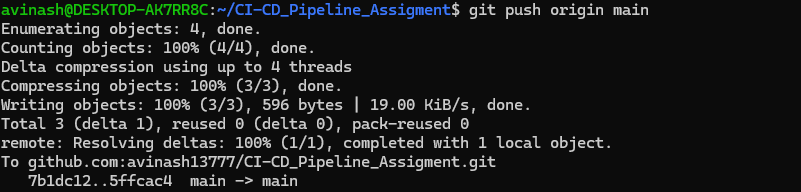 avinash@DESKTOP-AK7RR8C:~/CI-CD_Pipeline_Assigment$ git push origin main
Enumerating objects: 4, done.
Counting objects: 100% (4/4), done.
Delta compression using up to 4 threads
Compressing objects: 100% (3/3), done.
Writing objects: 100% (3/3), 596 bytes | 19.00 KiB/s, done.
Total 3 (delta 1), reused 0 (delta 0), pack-reused 0
remote: Resolving deltas: 100% (1/1), completed with 1 local object.
To github.com:avinash13777/CI-CD_Pipeline_Assigment.git
   7b1dc12..5ffcac4  main -> main